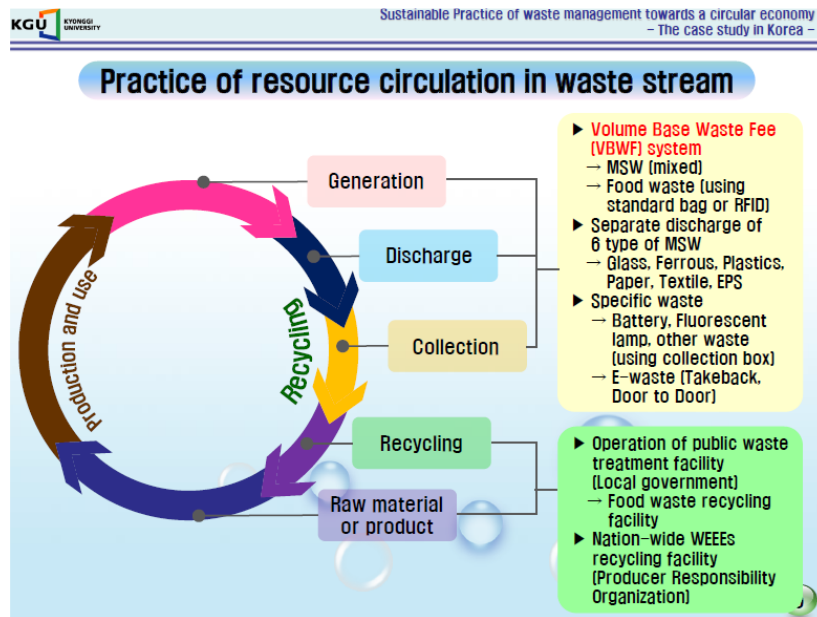 KGU KYONGGI UNIVERSITY
Sustainable Practice of waste management towards a circular economy
- The case study in Korea -
Practice of resource circulation in waste stream
Production and use
Recycling
Generation
Discharge
Collection
Recycling
Raw material
or product
▶ Volume Base Waste Fee
(VBWF) system
→ MSW (mixed)
→ Food waste (using
standard bag or RFID)
▶ Separate discharge of
6 type of MSW
→ Glass, Ferrous, Plastics,
Paper, Textile, EPS
▶ Specific waste
→ Battery, Fluorescent
lamp, other waste
(using collection box)
→ E-waste (Takeback,
Door to Door)
▶ Operation of public waste
treatment facility
(Local government)
→ Food waste recycling
facility
▶ Nation-wide WEEEs
recycling facility
(Producer Responsibility
Organization)